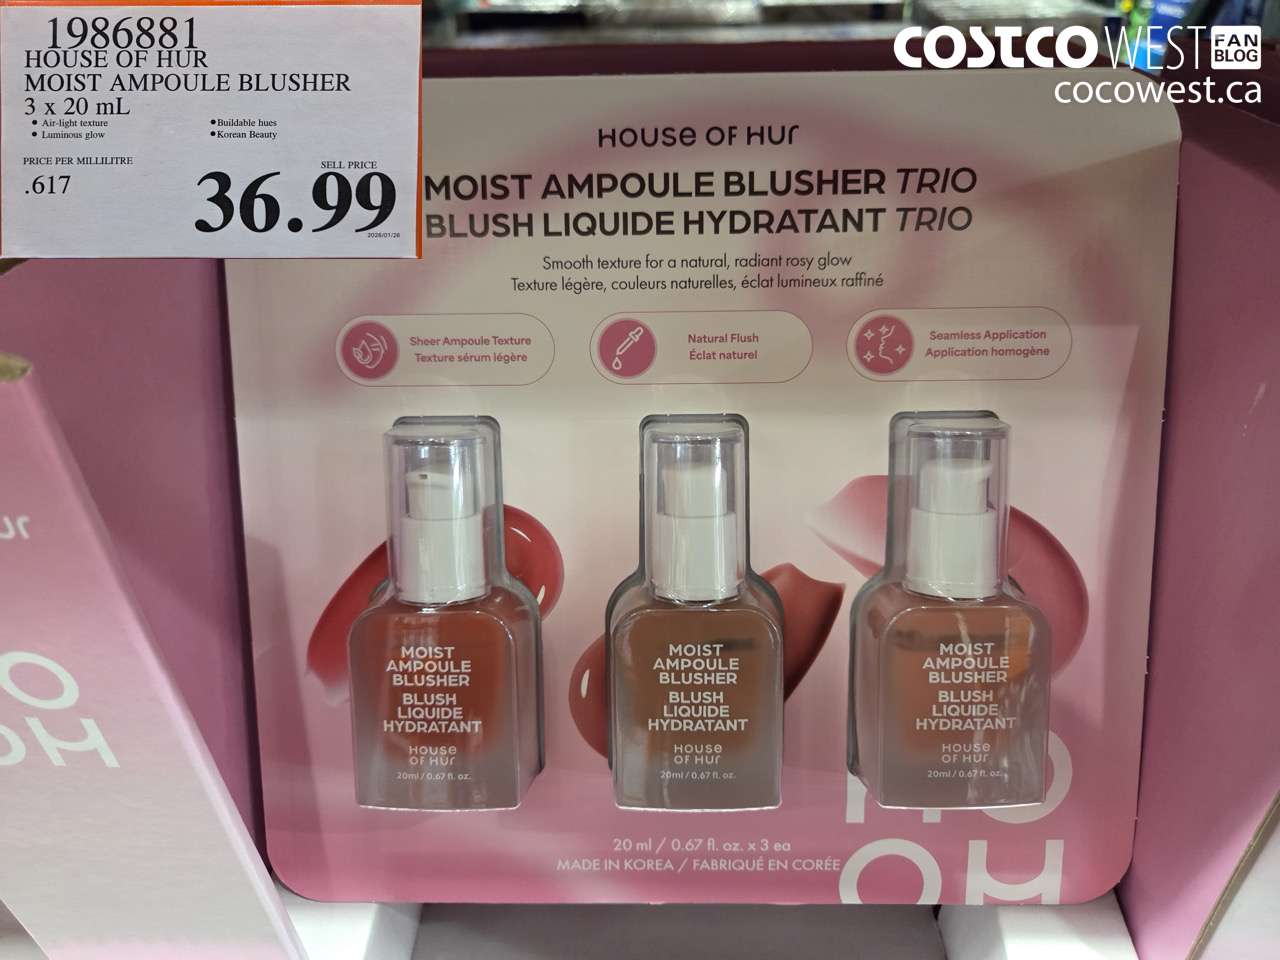 1986881
HOUSE OF HUR
MOIST AMPOULE BLUSHER
3 x 20 mL
• Air-light texture
• Luminous glow
• Buildable hues
• Korean Beauty
PRICE PER MILLILITRE
.617
SELL PRICE
36.99
2026/01/26
COSTCO WEST FAN BLOG
cocowest.ca
HOUSE OF HUR
MOIST AMPOULE BLUSHER TRIO
BLUSH LIQUIDE HYDRATANT TRIO
Smooth texture for a natural, radiant rosy glow
Texture légère, couleurs naturelles, éclat lumineux raffiné
Sheer Ampoule Texture
Texture sérum légère
Natural Flush
Éclat naturel
Seamless Application
Application homogène
MOIST
AMPOULE
BLUSHER
BLUSH
LIQUIDE
HYDRATANT
HOUSE
OF HUR
20ml / 0.67 fl. oz.
MOIST
AMPOULE
BLUSHER
BLUSH
LIQUIDE
HYDRATANT
HOUSE
OF HUR
20ml / 0.67 fl. oz.
MOIST
AMPOULE
BLUSHER
BLUSH
LIQUIDE
HYDRATANT
HOUSE
OF HUR
20ml / 0.67 fl. oz.
20 ml / 0.67 fl. oz. x 3 ea
MADE IN KOREA / FABRIQUÉ EN CORÉE
HO
OH